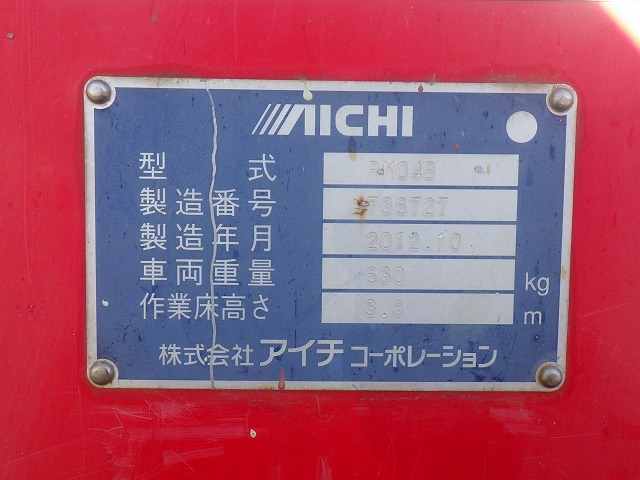 AICHI
型 式 RM04B
製造番号
製造年月 2012.10
車両重量 630 kg
作業床高さ 3.8 m
株式会社 アイチ コーポレーション